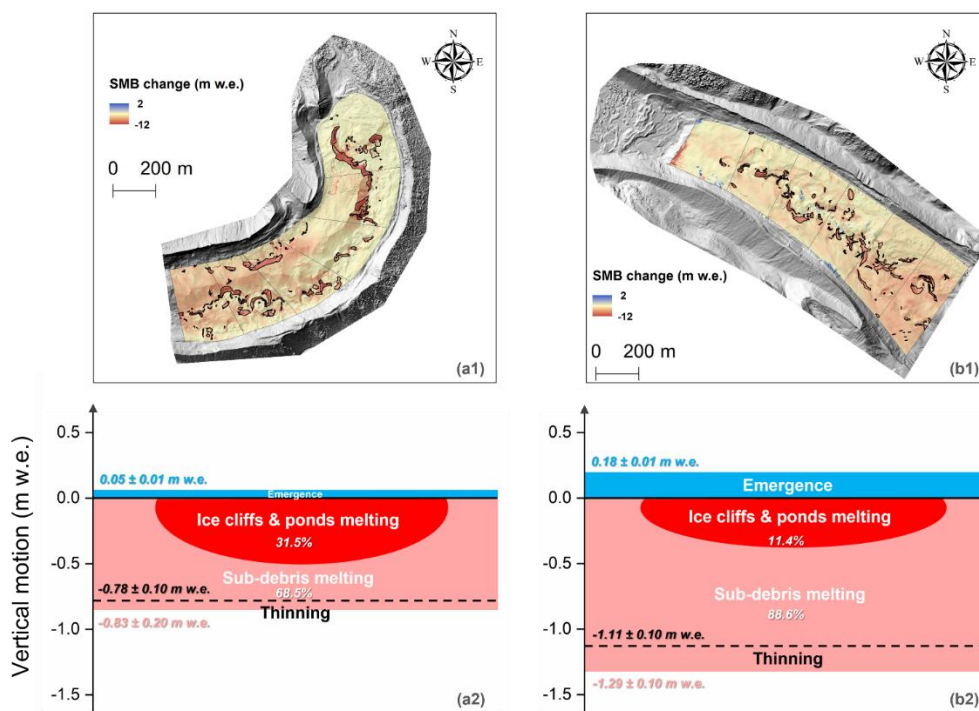 N
W E
S
SMB change (m w.e.)
2
-12
0 200 m
(a1)
N
W E
S
SMB change (m w.e.)
2
-12
0 200 m
(b1)
Vertical motion (m w.e.)
0.5
0.05 ± 0.01 m w.e.
Emergence
0.0
Ice cliffs & ponds melting
31.5%
-0.5
Sub-debris melting
68.5%
-0.78 ± 0.10 m w.e.
Thinning
-0.83 ± 0.20 m w.e.
-1.0
-1.5
(a2)
0.5
0.18 ± 0.01 m w.e.
Emergence
0.0
Ice cliffs & ponds melting
11.4%
-0.5
Sub-debris melting
88.6%
-1.0
-1.11 ± 0.10 m w.e.
Thinning
-1.29 ± 0.10 m w.e.
-1.5
(b2)